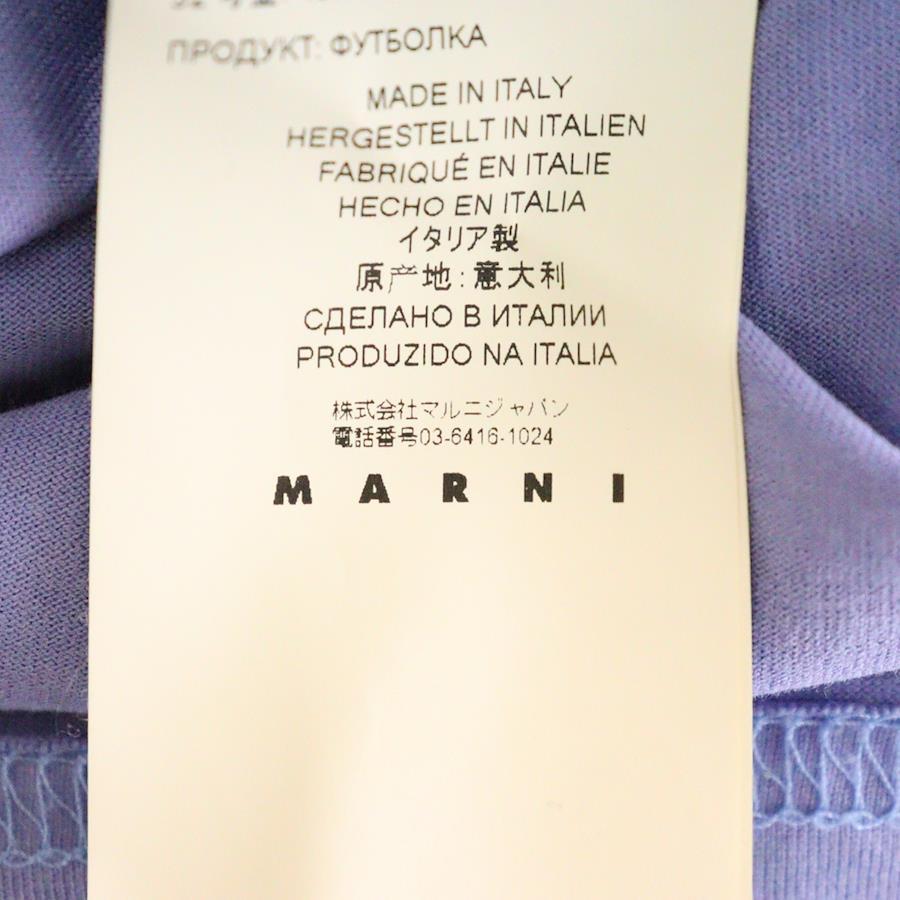 ПРОДУКТ: ФУТБОЛКА
MADE IN ITALY
HERGESTELLT IN ITALIEN
FABRIQUÉ EN ITALIE
HECHO EN ITALIA
イタリア製
原产地:意大利
СДЕЛАНО В ИТАЛИИ
PRODUZIDO NA ITALIA
株式会社マルニジャパン
電話番号03-6416-1024
MARNI